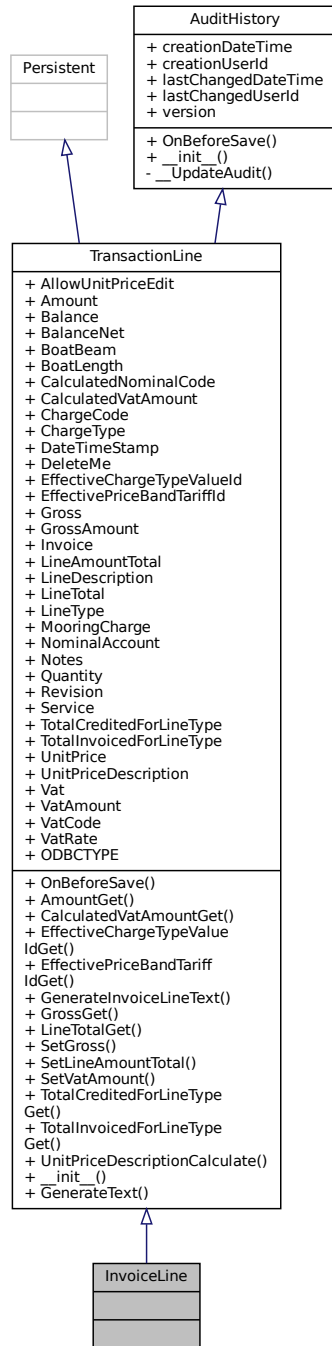 AuditHistory
+ creationDateTime
+ creationUserId
+ lastChangedDateTime
+ lastChangedUserId
+ version
+ OnBeforeSave()
+ __init__()
- __UpdateAudit()
Persistent
TransactionLine
+ AllowUnitPriceEdit
+ Amount
+ Balance
+ BalanceNet
+ BoatBeam
+ BoatLength
+ CalculatedNominalCode
+ CalculatedVatAmount
+ ChargeCode
+ ChargeType
+ DateTimeStamp
+ DeleteMe
+ EffectiveChargeTypeValueId
+ EffectivePriceBandTariffId
+ Gross
+ GrossAmount
+ Invoice
+ LineAmountTotal
+ LineDescription
+ LineTotal
+ LineType
+ MooringCharge
+ NominalAccount
+ Notes
+ Quantity
+ Revision
+ Service
+ TotalCreditedForLineType
+ TotalInvoicedForLineType
+ UnitPrice
+ UnitPriceDescription
+ Vat
+ VatAmount
+ VatCode
+ VatRate
+ ODBCTYPE
+ OnBeforeSave()
+ AmountGet()
+ CalculatedVatAmountGet()
+ EffectiveChargeTypeValue
IdGet()
+ EffectivePriceBandTariff
IdGet()
+ GenerateInvoiceLineText()
+ GrossGet()
+ LineTotalGet()
+ SetGross()
+ SetLineAmountTotal()
+ SetVatAmount()
+ TotalCreditedForLineType
Get()
+ TotalInvoicedForLineType
Get()
+ UnitPriceDescriptionCalculate()
+ __init__()
+ GenerateText()
InvoiceLine